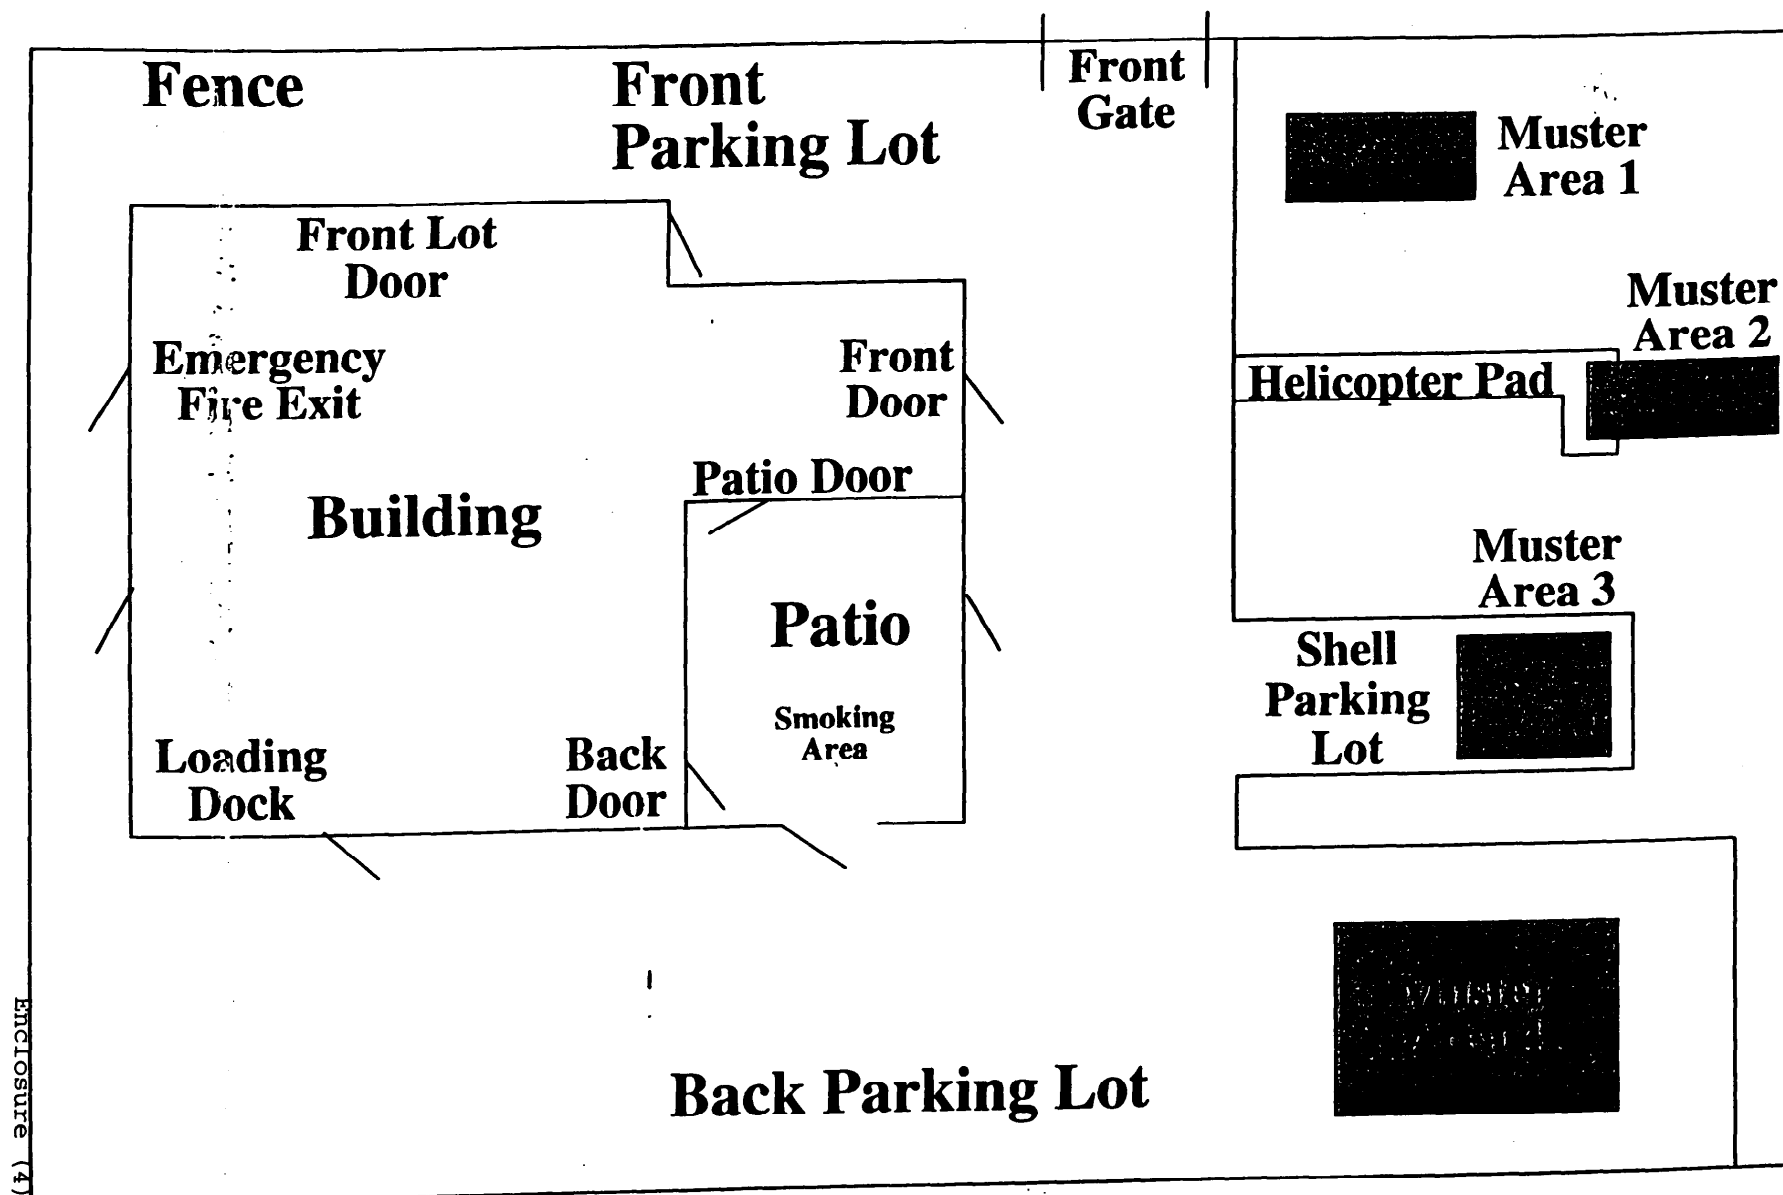 Fence
Front
Parking Lot
Front
Gate
Muster
Area 1
Front Lot
Door
Muster
Area 2
Emergency
Fire Exit
Front
Door
Helicopter Pad
Patio Door
Building
Muster
Area 3
Patio
Shell
Parking
Lot
Smoking
Area
Loading
Dock
Back
Door
Muster
Back Parking Lot
Enclosure (4)